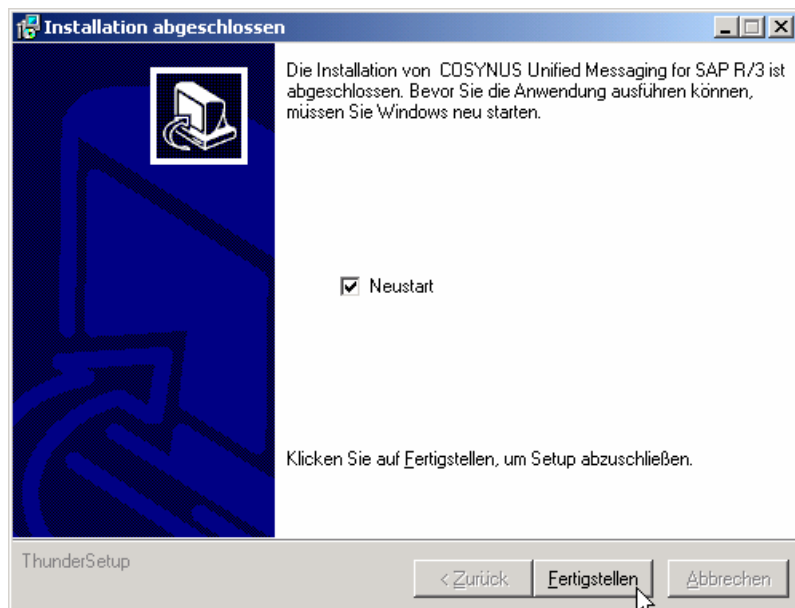 Installation abgeschlossen
Die Installation von COSYNUS Unified Messaging for SAP R/3 ist
abgeschlossen. Bevor Sie die Anwendung ausführen können,
müssen Sie Windows neu starten.
Neustart
Klicken Sie auf Fertigstellen, um Setup abzuschließen.
ThunderSetup
< Zurück
Fertigstellen
Abbrechen